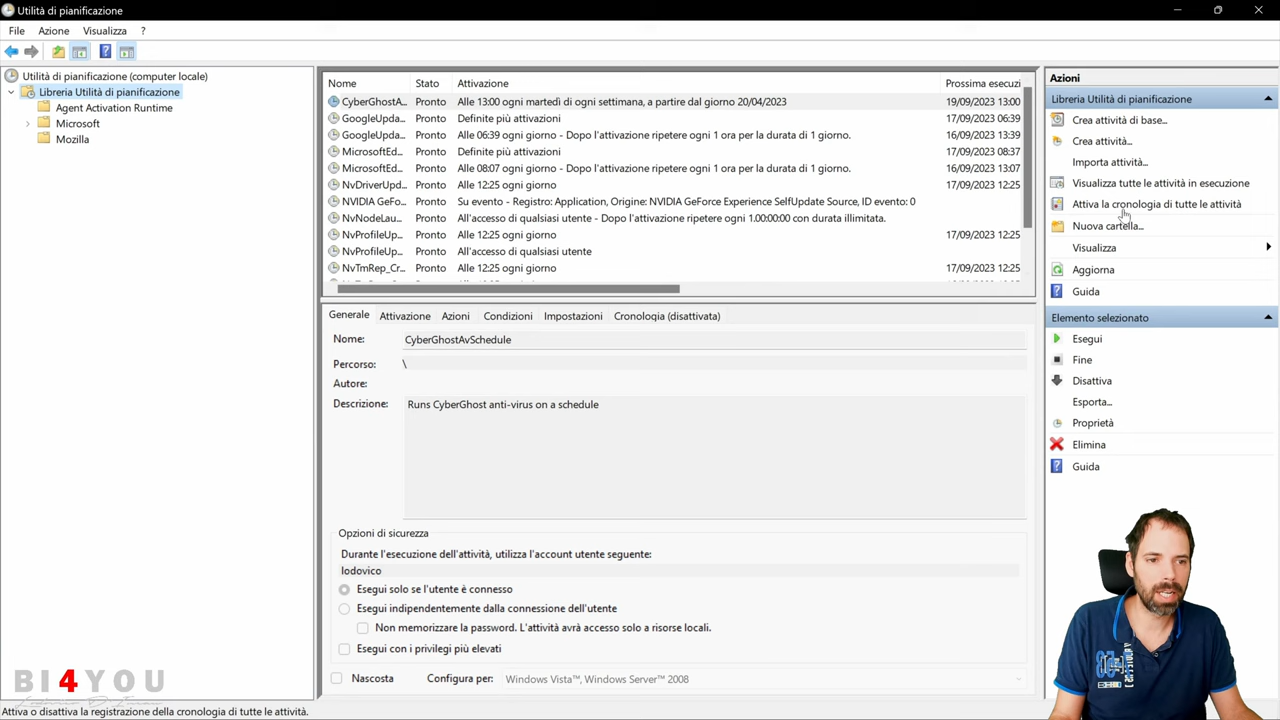 Utilità di pianificazione
File Azione Visualizza ?
Utilità di pianificazione (computer locale)
Libreria Utilità di pianificazione
Agent Activation Runtime
Microsoft
Mozilla
Nome Stato Attivazione Prossima esecuzi
CyberGhostA... Pronto Alle 13:00 ogni martedì di ogni settimana, a partire dal giorno 20/04/2023 19/09/2023 13:00
GoogleUpda... Pronto Definite più attivazioni 17/09/2023 06:39
GoogleUpda... Pronto Alle 06:39 ogni giorno - Dopo l'attivazione ripetere ogni 1 ora per la durata di 1 giorno. 16/09/2023 13:39
MicrosoftEd... Pronto Definite più attivazioni 17/09/2023 08:37
MicrosoftEd... Pronto Alle 08:07 ogni giorno - Dopo l'attivazione ripetere ogni 1 ora per la durata di 1 giorno. 16/09/2023 13:07
NvDriverUpd... Pronto Alle 12:25 ogni giorno 17/09/2023 12:25
NVIDIA GeFo... Pronto Su evento - Registro: Application, Origine: NVIDIA GeForce Experience SelfUpdate Source, ID evento: 0
NvNodeLau... Pronto All'accesso di qualsiasi utente - Dopo l'attivazione ripetere ogni 1.00:00:00 con durata illimitata.
NvProfileUp... Pronto Alle 12:25 ogni giorno 17/09/2023 12:25
NvProfileUp... Pronto All'accesso di qualsiasi utente
NvTmRep_Cr... Pronto Alle 12:25 ogni giorno 17/09/2023 12:25
Generale Attivazione Azioni Condizioni Impostazioni Cronologia (disattivata)
Nome: CyberGhostAvSchedule
Percorso: \
Autore:
Descrizione: Runs CyberGhost anti-virus on a schedule
Opzioni di sicurezza
Durante l'esecuzione dell'attività, utilizza l'account utente seguente:
lodovico
Esegui solo se l'utente è connesso
Esegui indipendentemente dalla connessione dell'utente
Non memorizzare la password. L'attività avrà accesso solo a risorse locali.
Esegui con i privilegi più elevati
Nascosta Configura per: Windows Vista™, Windows Server™ 2008
Azioni
Libreria Utilità di pianificazione
Crea attività di base...
Crea attività...
Importa attività...
Visualizza tutte le attività in esecuzione
Attiva la cronologia di tutte le attività
Nuova cartella...
Visualizza
Aggiorna
Guida
Elemento selezionato
Esegui
Fine
Disattiva
Esporta...
Proprietà
Elimina
Guida
BI4YOU
Attiva o disattiva la registrazione della cronologia di tutte le attività.